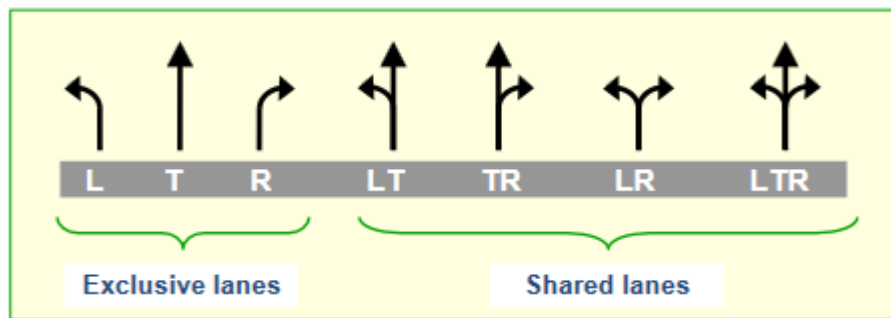 L T R LT TR LR LTR
Exclusive lanes Shared lanes